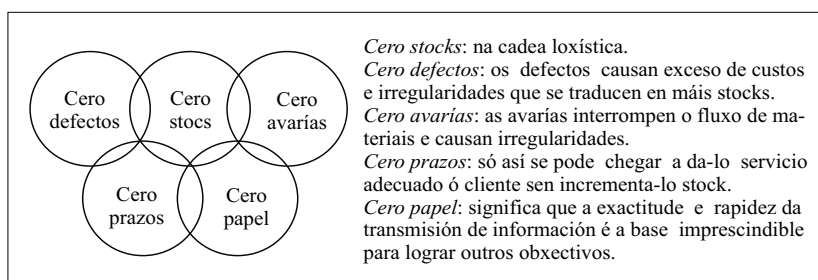 Cero
defectos
Cero
stocs
Cero
avarías
Cero
prazos
Cero
papel
Cero stocks: na cadea loxística.
Cero defectos: os defectos causan exceso de custos
e irregularidades que se traducen en máis stocks.
Cero avarías: as avarías interrompen o fluxo de ma-
teriais e causan irregularidades.
Cero prazos: só así se pode chegar a da-lo servicio
adecuado ó cliente sen incrementa-lo stock.
Cero papel: significa que a exactitude e rapidez da
transmisión de información é a base imprescindible
para lograr outros obxectivos.